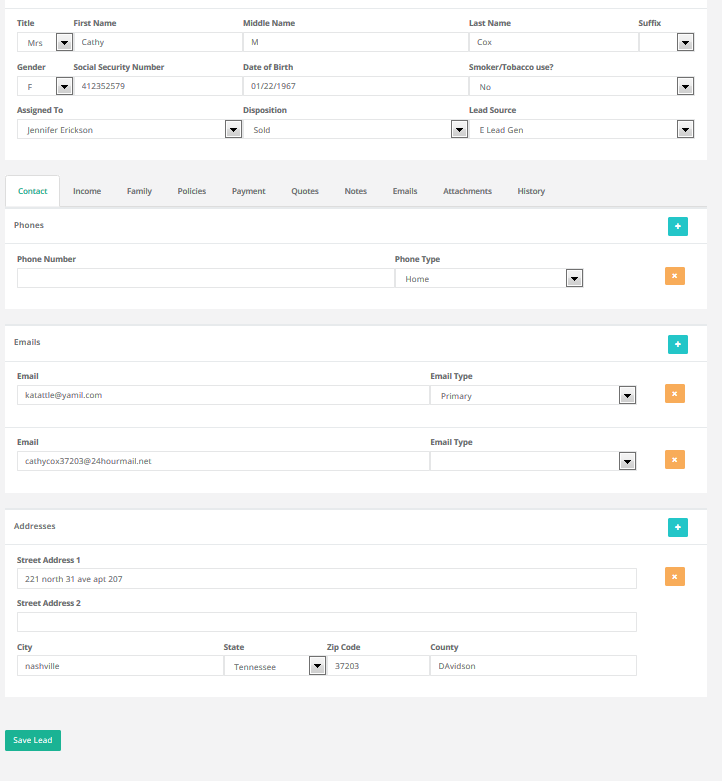 Title First Name Middle Name Last Name Suffix
Mrs Cathy M Cox
Gender Social Security Number Date of Birth Smoker/Tobacco use?
F 412352579 01/22/1967 No
Assigned To Disposition Lead Source
Jennifer Erickson Sold E Lead Gen
Contact Income Family Policies Payment Quotes Notes Emails Attachments History
Phones +
Phone Number Phone Type
Home ×
Emails +
Email Email Type
katattle@yamil.com Primary ×
Email Email Type
cathycox37203@24hourmail.net ×
Addresses +
Street Address 1
221 north 31 ave apt 207 ×
Street Address 2
City State Zip Code County
nashville Tennessee 37203 DAvidson
Save Lead